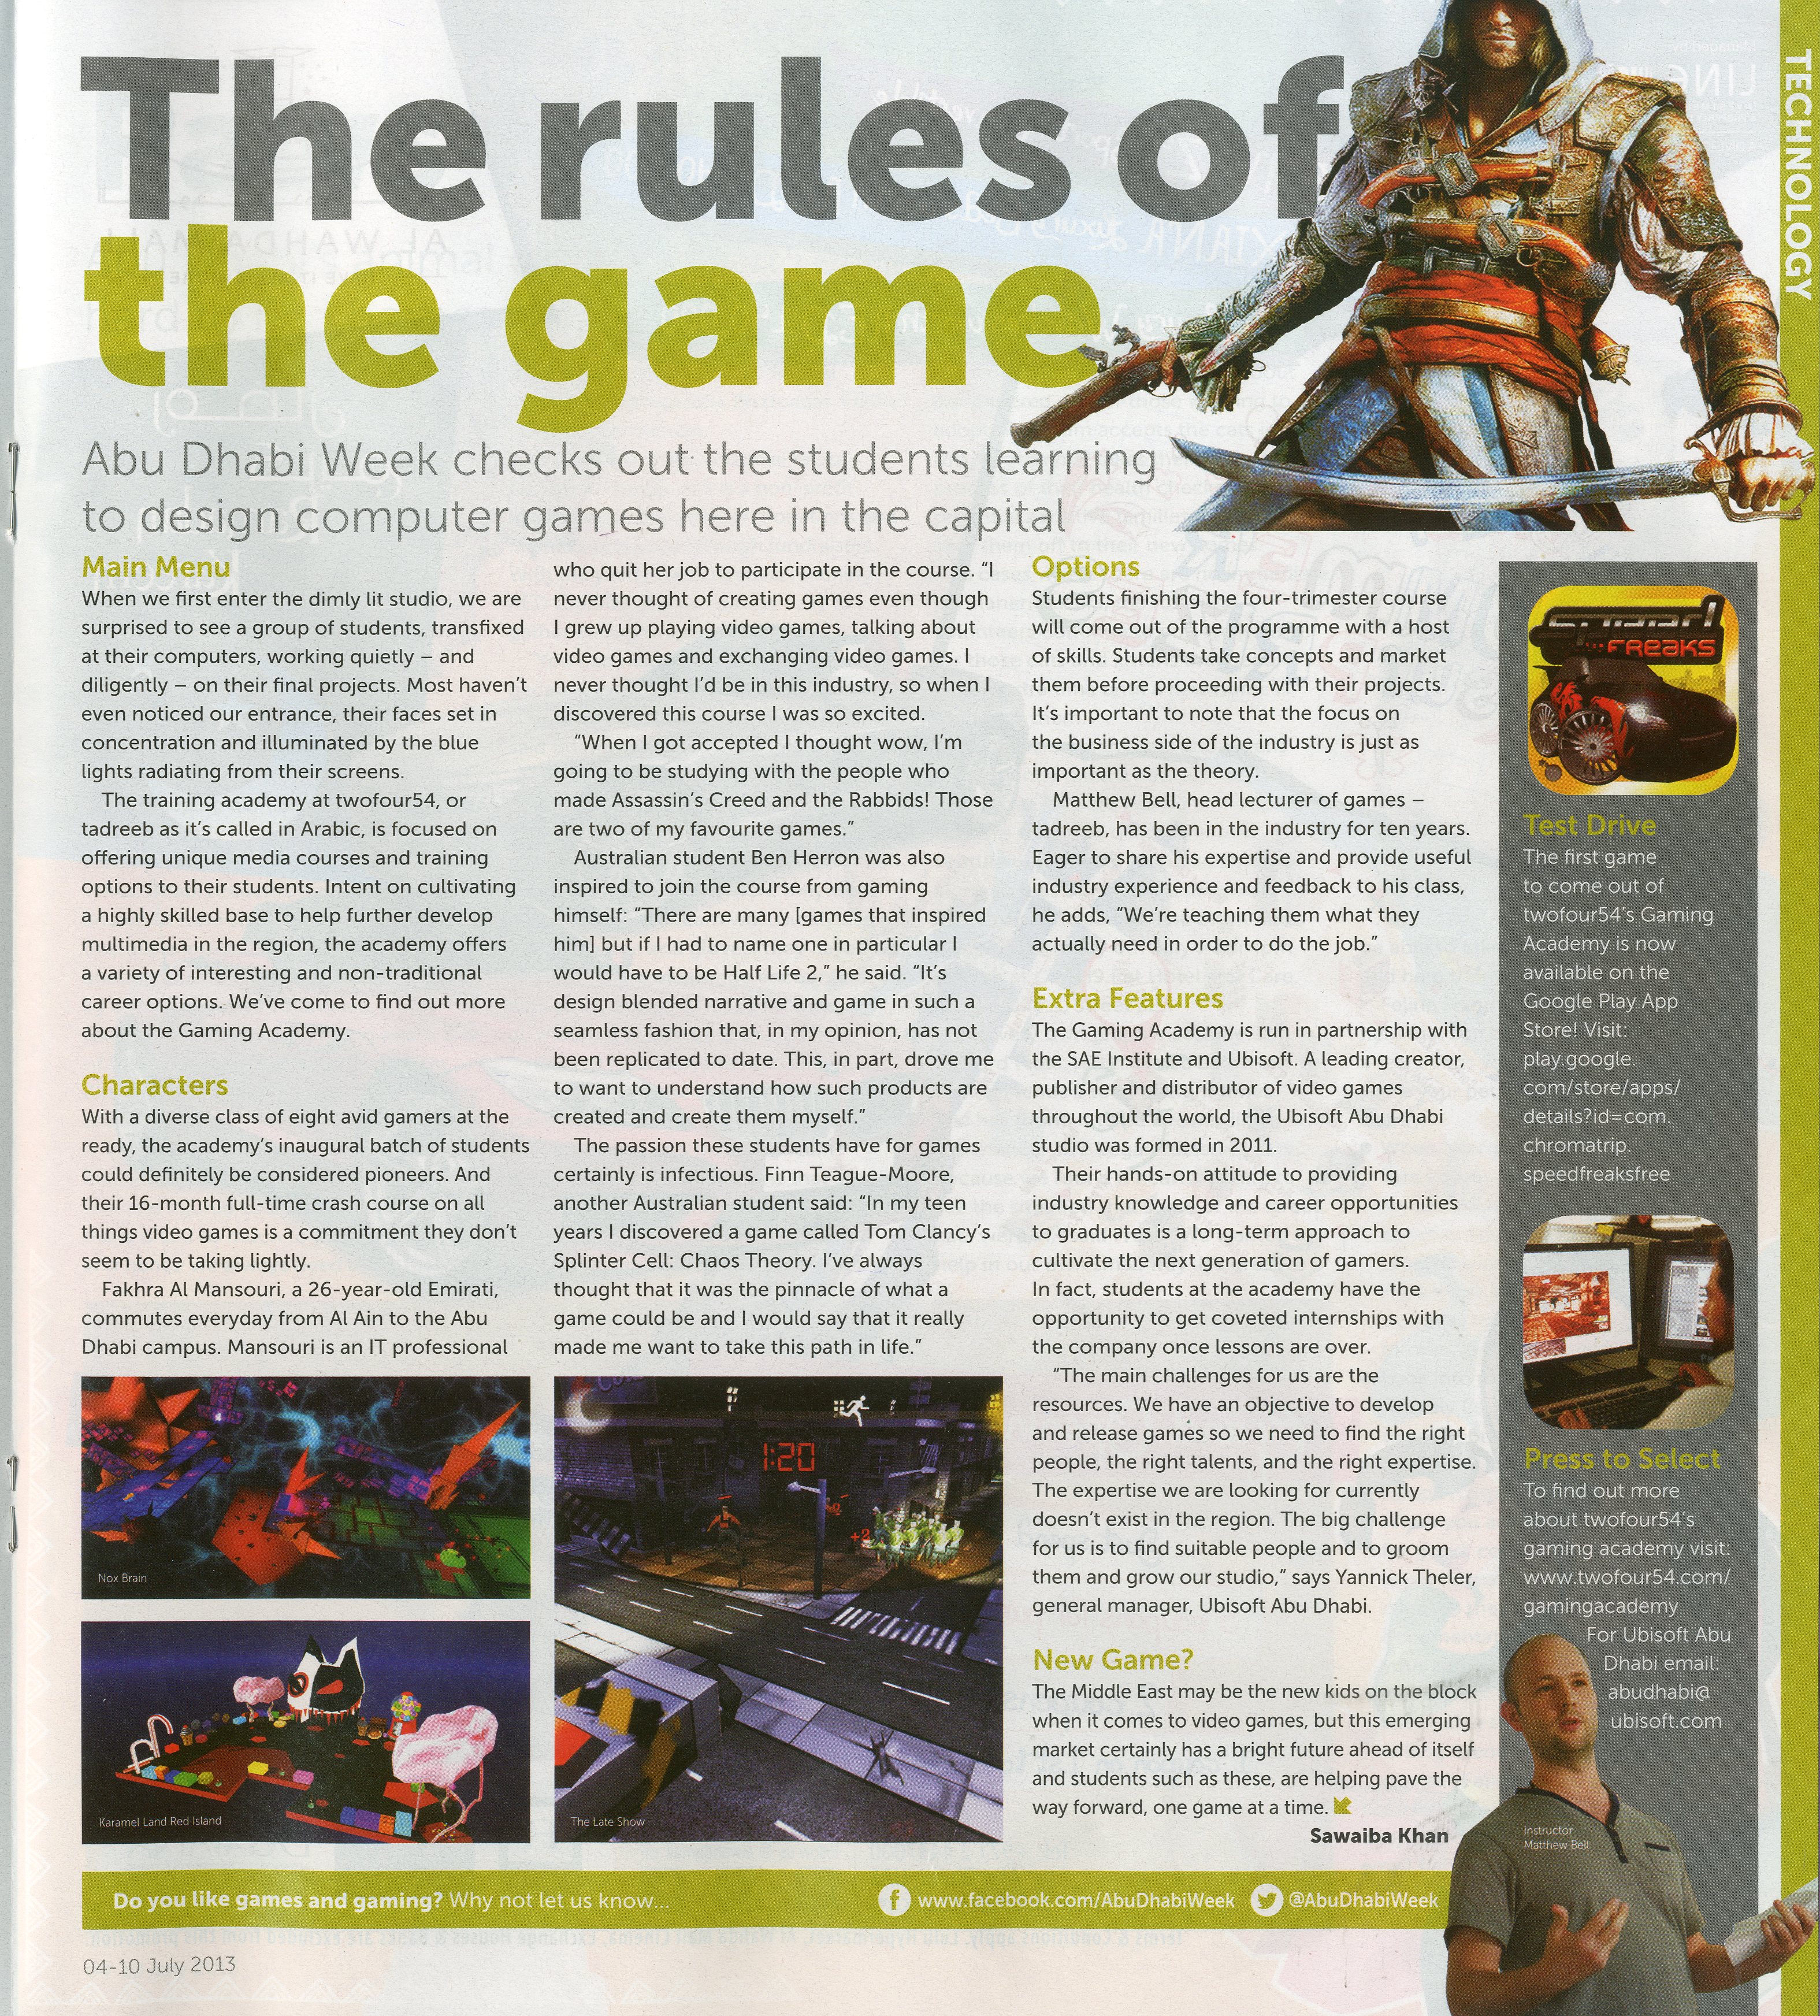 TECHNOLOGY
The rules of
the game
Abu Dhabi Week checks out the students learning
to design computer games here in the capital
Main Menu
When we first enter the dimly lit studio, we are
surprised to see a group of students, transfixed
at their computers, working quietly – and
diligently – on their final projects. Most haven't
even noticed our entrance, their faces set in
concentration and illuminated by the blue
lights radiating from their screens.
The training academy at twofour54, or
tadreeb as it's called in Arabic, is focused on
offering unique media courses and training
options to their students. Intent on cultivating
a highly skilled base to help further develop
multimedia in the region, the academy offers
a variety of interesting and non-traditional
career options. We've come to find out more
about the Gaming Academy.
Characters
With a diverse class of eight avid gamers at the
ready, the academy's inaugural batch of students
could definitely be considered pioneers. And
their 16-month full-time crash course on all
things video games is a commitment they don't
seem to be taking lightly.
Fakhra Al Mansouri, a 26-year-old Emirati,
commutes everyday from Al Ain to the Abu
Dhabi campus. Mansouri is an IT professional
who quit her job to participate in the course. "I
never thought of creating games even though
I grew up playing video games, talking about
video games and exchanging video games. I
never thought I'd be in this industry, so when I
discovered this course I was so excited.
"When I got accepted I thought wow, I'm
going to be studying with the people who
made Assassin's Creed and the Rabbids! Those
are two of my favourite games."
Australian student Ben Herron was also
inspired to join the course from gaming
himself: "There are many [games that inspired
him] but if I had to name one in particular I
would have to be Half Life 2," he said. "It's
design blended narrative and game in such a
seamless fashion that, in my opinion, has not
been replicated to date. This, in part, drove me
to want to understand how such products are
created and create them myself."
The passion these students have for games
certainly is infectious. Finn Teague-Moore,
another Australian student said: "In my teen
years I discovered a game called Tom Clancy's
Splinter Cell: Chaos Theory. I've always
thought that it was the pinnacle of what a
game could be and I would say that it really
made me want to take this path in life."
Nox Brain
Karamel Land Red Island
1:20
+2
The Late Show
Options
Students finishing the four-trimester course
will come out of the programme with a host
of skills. Students take concepts and market
them before proceeding with their projects.
It's important to note that the focus on
the business side of the industry is just as
important as the theory.
Matthew Bell, head lecturer of games –
tadreeb, has been in the industry for ten years.
Eager to share his expertise and provide useful
industry experience and feedback to his class,
he adds, "We're teaching them what they
actually need in order to do the job."
Extra Features
The Gaming Academy is run in partnership with
the SAE Institute and Ubisoft. A leading creator,
publisher and distributor of video games
throughout the world, the Ubisoft Abu Dhabi
studio was formed in 2011.
Their hands-on attitude to providing
industry knowledge and career opportunities
to graduates is a long-term approach to
cultivate the next generation of gamers.
In fact, students at the academy have the
opportunity to get coveted internships with
the company once lessons are over.
"The main challenges for us are the
resources. We have an objective to develop
and release games so we need to find the right
people, the right talents, and the right expertise.
The expertise we are looking for currently
doesn't exist in the region. The big challenge
for us is to find suitable people and to groom
them and grow our studio," says Yannick Theler,
general manager, Ubisoft Abu Dhabi.
New Game?
The Middle East may be the new kids on the block
when it comes to video games, but this emerging
market certainly has a bright future ahead of itself
and students such as these, are helping pave the
way forward, one game at a time.
Sawaiba Khan
speed
FREAKS
Test Drive
The first game
to come out of
twofour54's Gaming
Academy is now
available on the
Google Play App
Store! Visit:
play.google.
com/store/apps/
details?id=com.
chromatrip.
speedfreaksfree
Press to Select
To find out more
about twofour54's
gaming academy visit:
www.twofour54.com/
gamingacademy
For Ubisoft Abu
Dhabi email:
abudhabi@
ubisoft.com
Instructor
Matthew Bell
Do you like games and gaming? Why not let us know...
www.facebook.com/AbuDhabiWeek @AbuDhabiWeek
04-10 July 2013